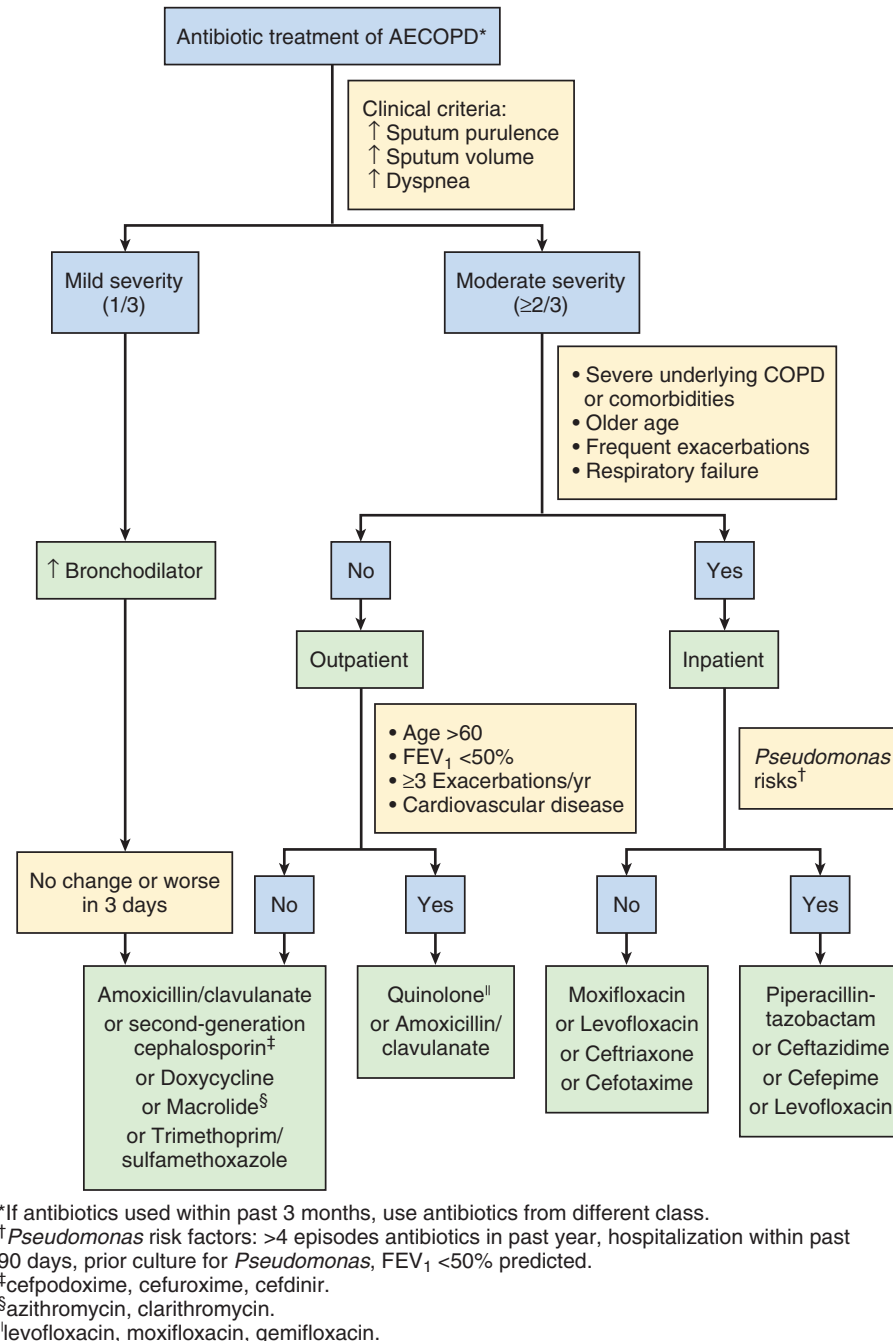 Antibiotic treatment of AECOPD*
Clinical criteria:
↑ Sputum purulence
↑ Sputum volume
↑ Dyspnea
Mild severity
(1/3)
Moderate severity
(≥2/3)
• Severe underlying COPD
or comorbidities
• Older age
• Frequent exacerbations
• Respiratory failure
↑ Bronchodilator
No
Yes
Outpatient
Inpatient
• Age >60
• FEV₁ <50%
• ≥3 Exacerbations/yr
• Cardiovascular disease
Pseudomonas
risks†
No change or worse
in 3 days
No
Yes
No
Yes
Amoxicillin/clavulanate
or second-generation
cephalosporin‡
or Doxycycline
or Macrolide§
or Trimethoprim/
sulfamethoxazole
Quinolone‖
or Amoxicillin/
clavulanate
Moxifloxacin
or Levofloxacin
or Ceftriaxone
or Cefotaxime
Piperacillin-
tazobactam
or Ceftazidime
or Cefepime
or Levofloxacin
*If antibiotics used within past 3 months, use antibiotics from different class.
†Pseudomonas risk factors: >4 episodes antibiotics in past year, hospitalization within past
90 days, prior culture for Pseudomonas, FEV₁ <50% predicted.
‡cefpodoxime, cefuroxime, cefdinir.
§azithromycin, clarithromycin.
‖levofloxacin, moxifloxacin, gemifloxacin.